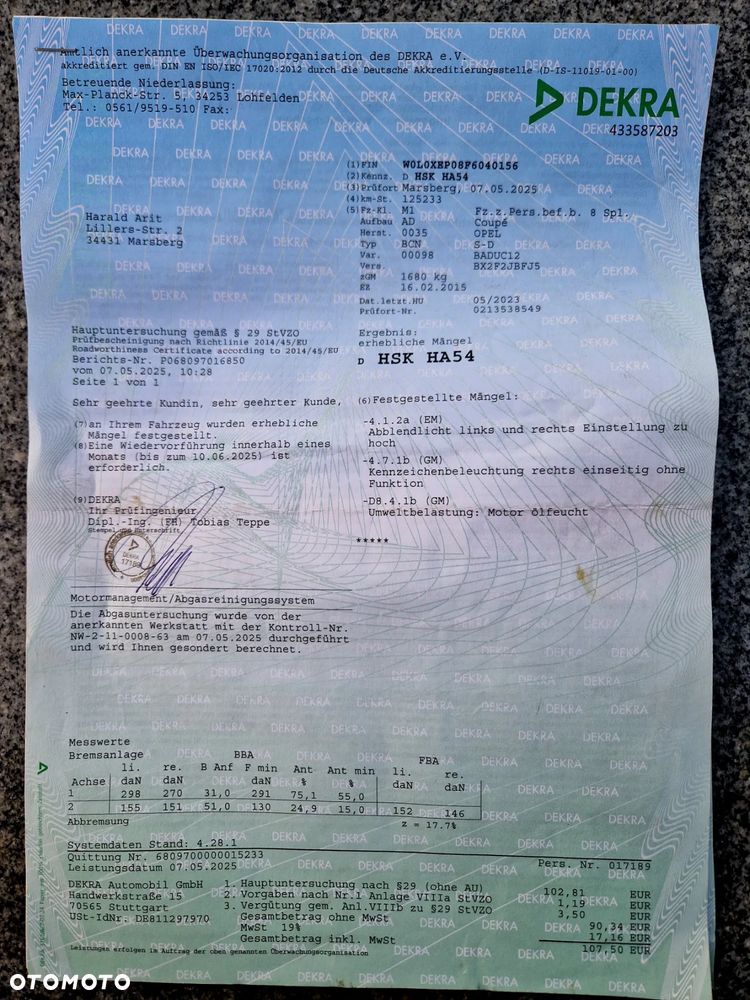 Amtlich anerkannte Überwachungsorganisation des DEKRA e.V.
akkreditiert gem. DIN EN ISO/IEC 17020:2012 durch die Deutsche Akkreditierungsstelle (D-IS-11019-01-00)
Betreuende Niederlassung:
Max-Planck-Str. 5, 34253 Lohfelden
Tel.: 0561/9519-510 Fax:
DEKRA
433587203
(1) FIN W0L0XEP08F6040156
(2) Kennz. D HSK HA54
(3) Prüfort Marsberg, 07.05.2025
(4) km-St. 125233
(5) Fz-Kl. M1 Fz.z.Pers.bef.b. 8 Spl.
Aufbau AD Coupé
Herst. 0035 OPEL
Typ BCN S-D
Var. 00098 BADUC12
Vers. BX2F2JBFJ5
zGM 1680 kg
EZ 16.02.2015
Dat.letzt.HU 05/2023
Prüfort-Nr. 0213538549
Harald Arit
Lillers-Str. 2
34431 Marsberg
Hauptuntersuchung gemäß § 29 StVZO
Prüfbescheinigung nach Richtlinie 2014/45/EU
Roadworthiness Certificate according to 2014/45/EU
Berichts-Nr. P068097016850
vom 07.05.2025, 10:28
Seite 1 von 1
Ergebnis:
erhebliche Mängel
D HSK HA54
Sehr geehrte Kundin, sehr geehrter Kunde,
(7) an Ihrem Fahrzeug wurden erhebliche
Mängel festgestellt.
(8) Eine Wiedervorführung innerhalb eines
Monats (bis zum 10.06.2025) ist
erforderlich.
(9) DEKRA
Ihr Prüfingenieur
Dipl.-Ing. (FH) Tobias Teppe
Stempel und Unterschrift
DEKRA
17189
(6) Festgestellte Mängel:
-4.1.2a (EM)
Abblendlicht links und rechts Einstellung zu
hoch
-4.7.1b (GM)
Kennzeichenbeleuchtung rechts einseitig ohne
Funktion
-D8.4.1b (GM)
Umweltbelastung: Motor ölfeucht
*****
Motormanagement/Abgasreinigungssystem
Die Abgasuntersuchung wurde von der
anerkannten Werkstatt mit der Kontroll-Nr.
NW-2-11-0008-63 am 07.05.2025 durchgeführt
und wird Ihnen gesondert berechnet.
Messwerte
Bremsanlage BBA FBA
li. re. B Anf F min Ant Ant min li. re.
Achse daN daN % daN % % daN daN
1 298 270 31,0 291 75,1 55,0
2 155 151 51,0 130 24,9 15,0 152 146
Abbremsung z = 17.7%
Systemdaten Stand: 4.28.1
Quittung Nr. 6809700000015233 Pers. Nr. 017189
Leistungsdatum 07.05.2025
DEKRA Automobil GmbH
Handwerkstraße 15
70565 Stuttgart
USt-IdNr. DE811297970
1. Hauptuntersuchung nach §29 (ohne AU) 102,81 EUR
2. Vorgaben nach Nr.1 Anlage VIIIa StVZO 1,19 EUR
3. Vergütung gem. Anl.VIIIb zu §29 StVZO 3,50 EUR
Gesamtbetrag ohne MwSt 90,34 EUR
MwSt 19% 17,16 EUR
Gesamtbetrag inkl. MwSt 107,50 EUR
Leistungen erfolgen im Auftrag der oben genannten Überwachungsorganisation
OTOMOTO